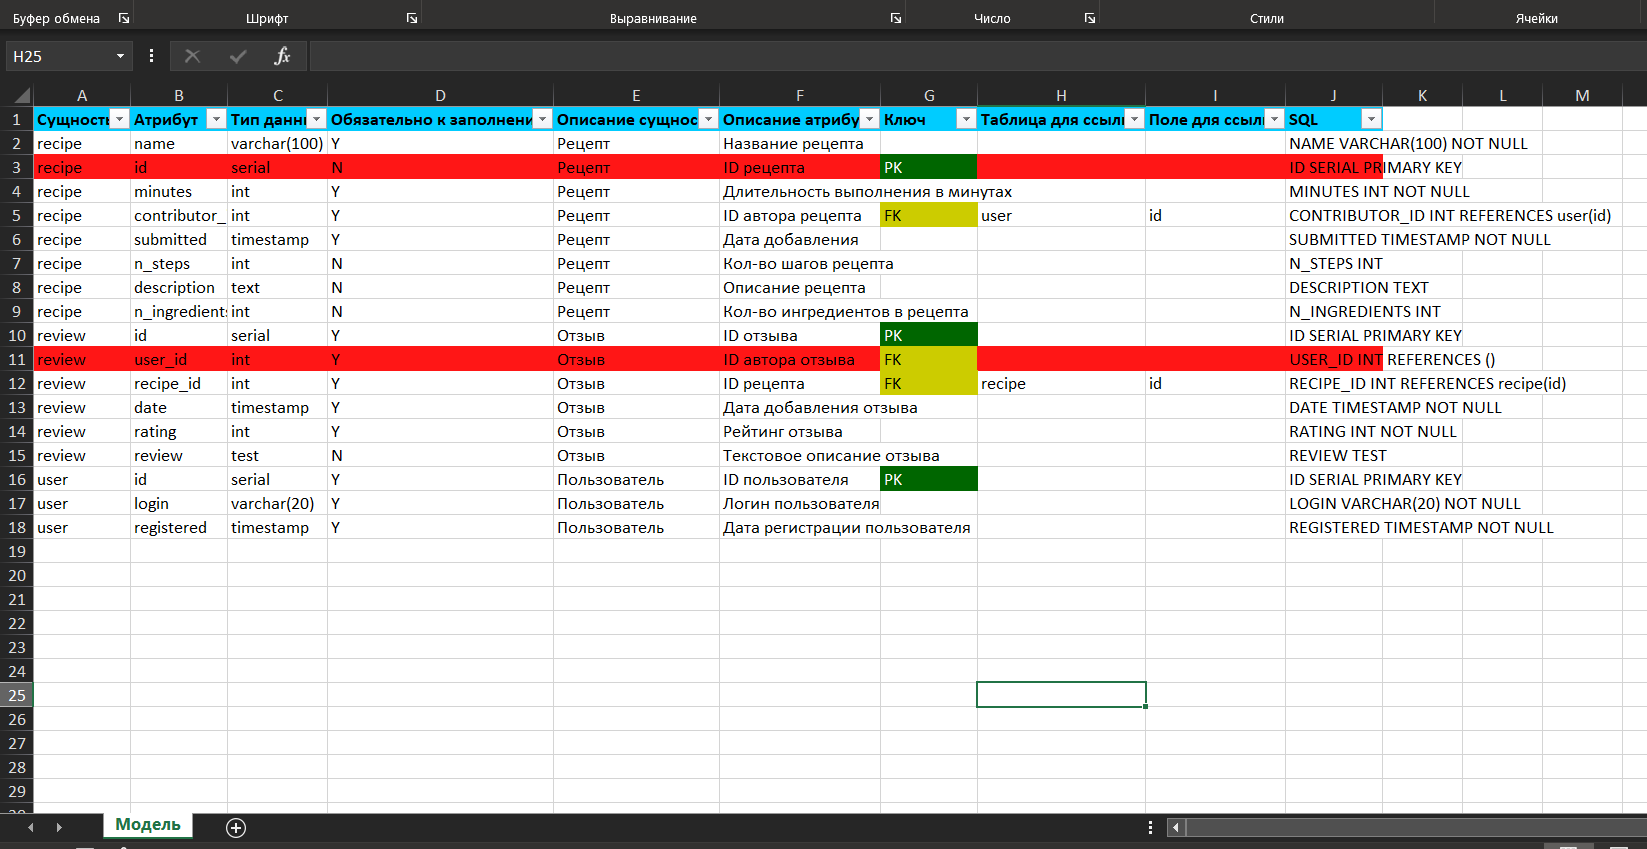 Буфер обмена Шрифт Выравнивание Число Стили Ячейки
H25 fx
A B C D E F G H I J K L M
1 Сущность Атрибут Тип данн Обязательно к заполнени Описание сущнос Описание атрибу Ключ Таблица для ссылк Поле для ссыл SQL
2 recipe name varchar(100) Y Рецепт Название рецепта NAME VARCHAR(100) NOT NULL
3 recipe id serial N Рецепт ID рецепта PK ID SERIAL PRIMARY KEY
4 recipe minutes int Y Рецепт Длительность выполнения в минутах MINUTES INT NOT NULL
5 recipe contributor_ int Y Рецепт ID автора рецепта FK user id CONTRIBUTOR_ID INT REFERENCES user(id)
6 recipe submitted timestamp Y Рецепт Дата добавления SUBMITTED TIMESTAMP NOT NULL
7 recipe n_steps int N Рецепт Кол-во шагов рецепта N_STEPS INT
8 recipe description text N Рецепт Описание рецепта DESCRIPTION TEXT
9 recipe n_ingredients int N Рецепт Кол-во ингредиентов в рецепта N_INGREDIENTS INT
10 review id serial Y Отзыв ID отзыва PK ID SERIAL PRIMARY KEY
11 review user_id int Y Отзыв ID автора отзыва FK USER_ID INT REFERENCES ()
12 review recipe_id int Y Отзыв ID рецепта FK recipe id RECIPE_ID INT REFERENCES recipe(id)
13 review date timestamp Y Отзыв Дата добавления отзыва DATE TIMESTAMP NOT NULL
14 review rating int Y Отзыв Рейтинг отзыва RATING INT NOT NULL
15 review review test N Отзыв Текстовое описание отзыва REVIEW TEST
16 user id serial Y Пользователь ID пользователя PK ID SERIAL PRIMARY KEY
17 user login varchar(20) Y Пользователь Логин пользователя LOGIN VARCHAR(20) NOT NULL
18 user registered timestamp Y Пользователь Дата регистрации пользователя REGISTERED TIMESTAMP NOT NULL
19
20
21
22
23
24
25
26
27
28
29
Модель